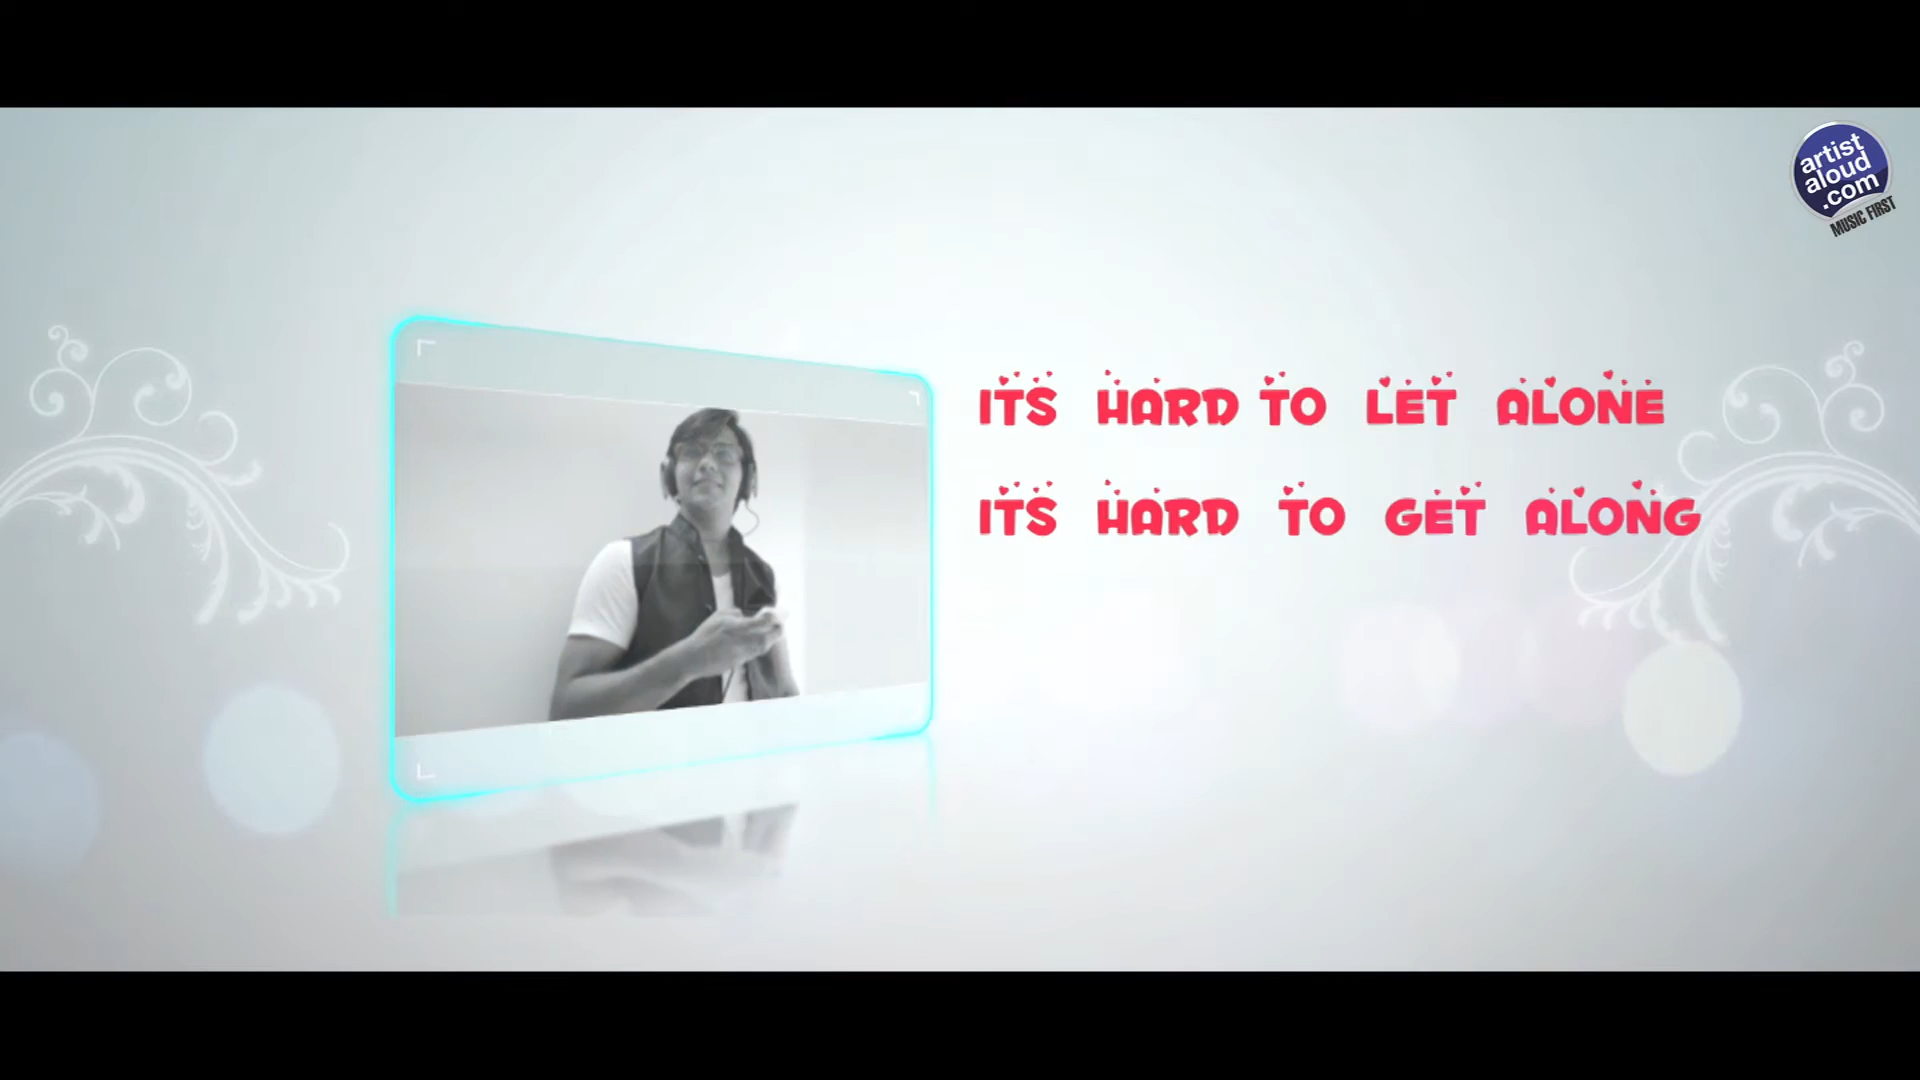 artist
aloud
.com
MUSIC FIRST
ITS HARD TO LET ALONE
ITS HARD TO GET ALONG